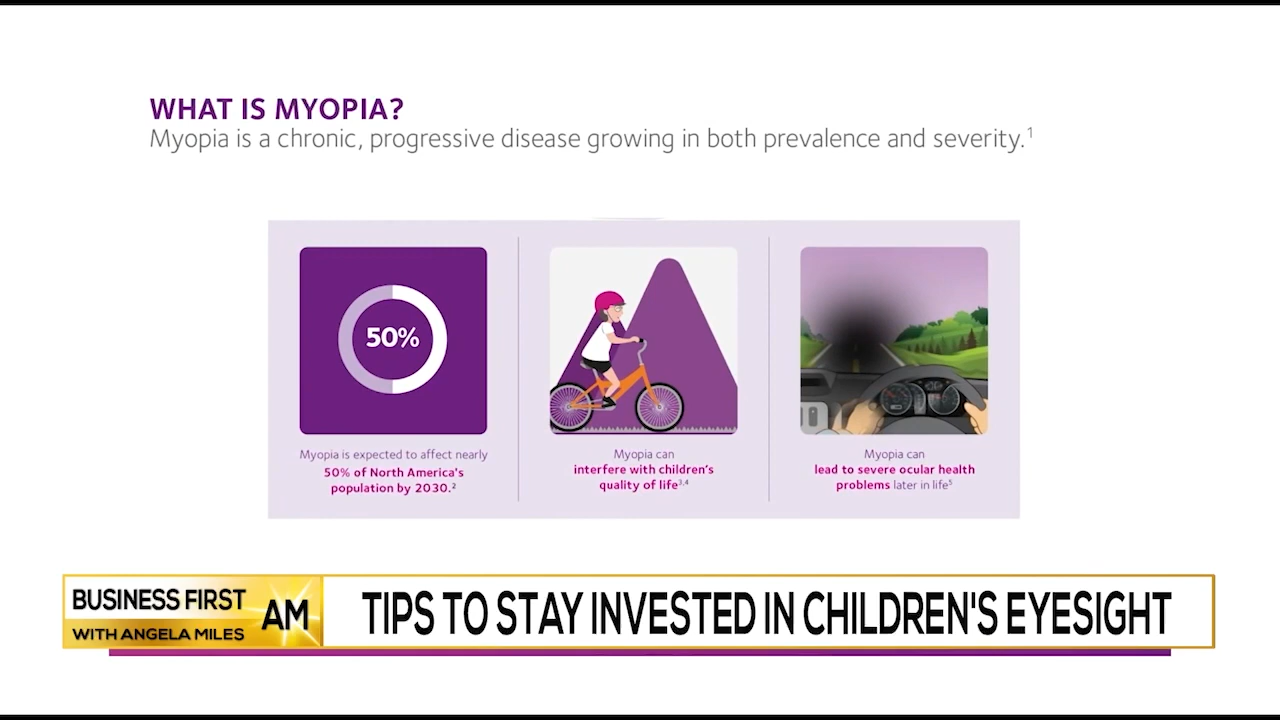 WHAT IS MYOPIA?
Myopia is a chronic, progressive disease growing in both prevalence and severity.¹
50%
Myopia is expected to affect nearly
50% of North America's
population by 2030.²
Myopia can
interfere with children's
quality of life³,⁴
Myopia can
lead to severe ocular health
problems later in life⁵
BUSINESS FIRST
WITH ANGELA MILES
AM
TIPS TO STAY INVESTED IN CHILDREN'S EYESIGHT